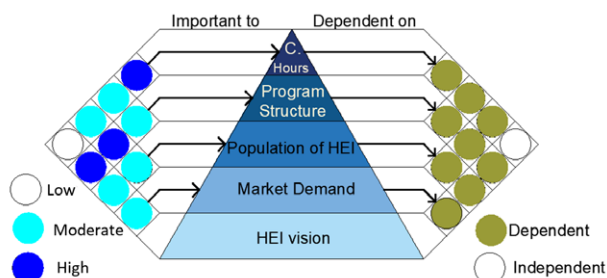 Important to
Dependent on
C.
Hours
Program
Structure
Population of HEI
Market Demand
HEI vision
Low
Moderate
High
Dependent
Independent